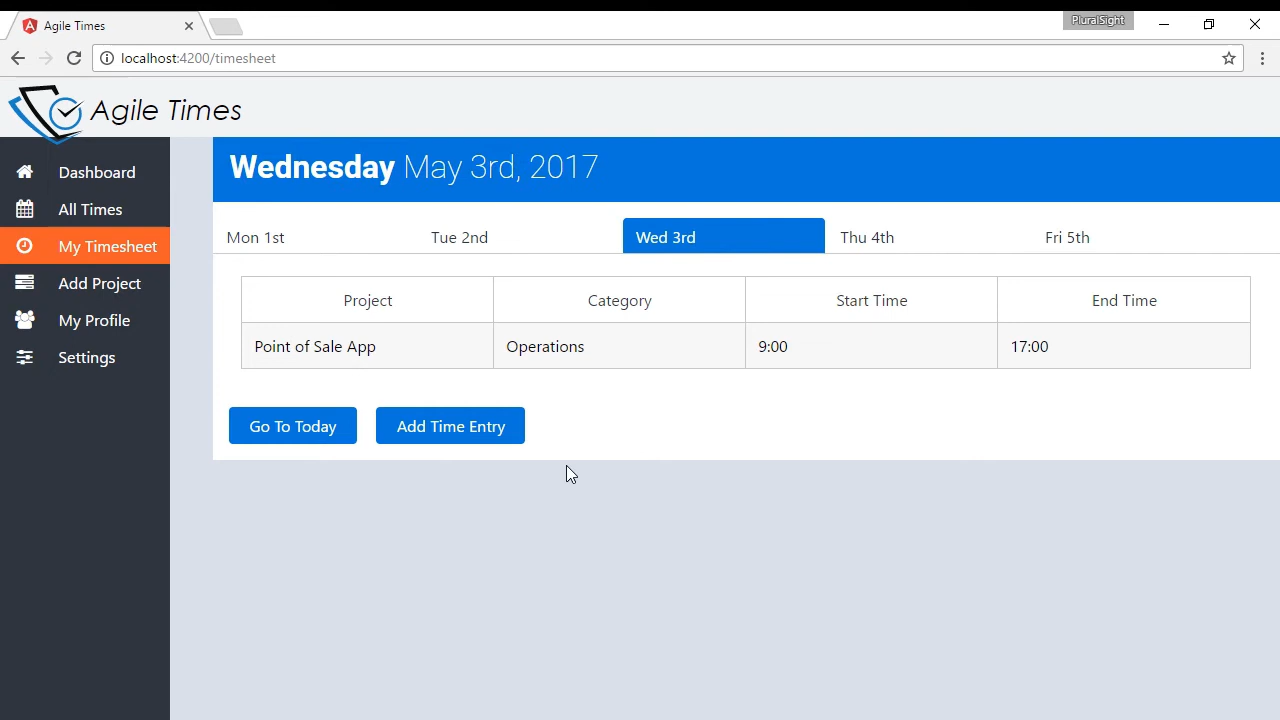 Agile Times
PluralSight
localhost:4200/timesheet
Agile Times
Dashboard
All Times
My Timesheet
Add Project
My Profile
Settings
Wednesday May 3rd, 2017
Mon 1st Tue 2nd Wed 3rd Thu 4th Fri 5th
Project Category Start Time End Time
Point of Sale App Operations 9:00 17:00
Go To Today Add Time Entry